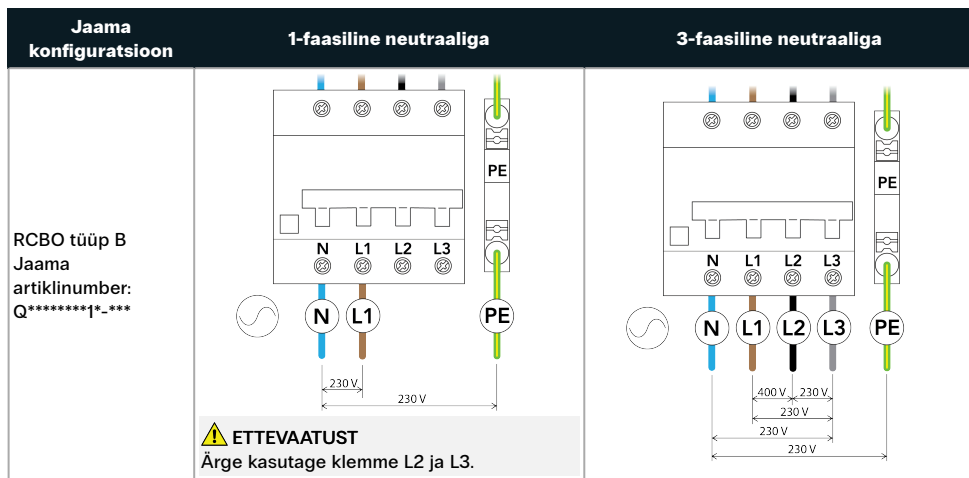 Jaama
konfiguratsioon
1-faasiline neutraaliga
3-faasiline neutraaliga
RCBO tüüp B
Jaama
artiklinumber:
Q********1*-***
PE
N L1 L2 L3
N L1 PE
230 V
230 V
ETTEVAATUST
Ärge kasutage klemme L2 ja L3.
PE
N L1 L2 L3
N L1 L2 L3 PE
400 V 230 V
230 V
230 V
230 V